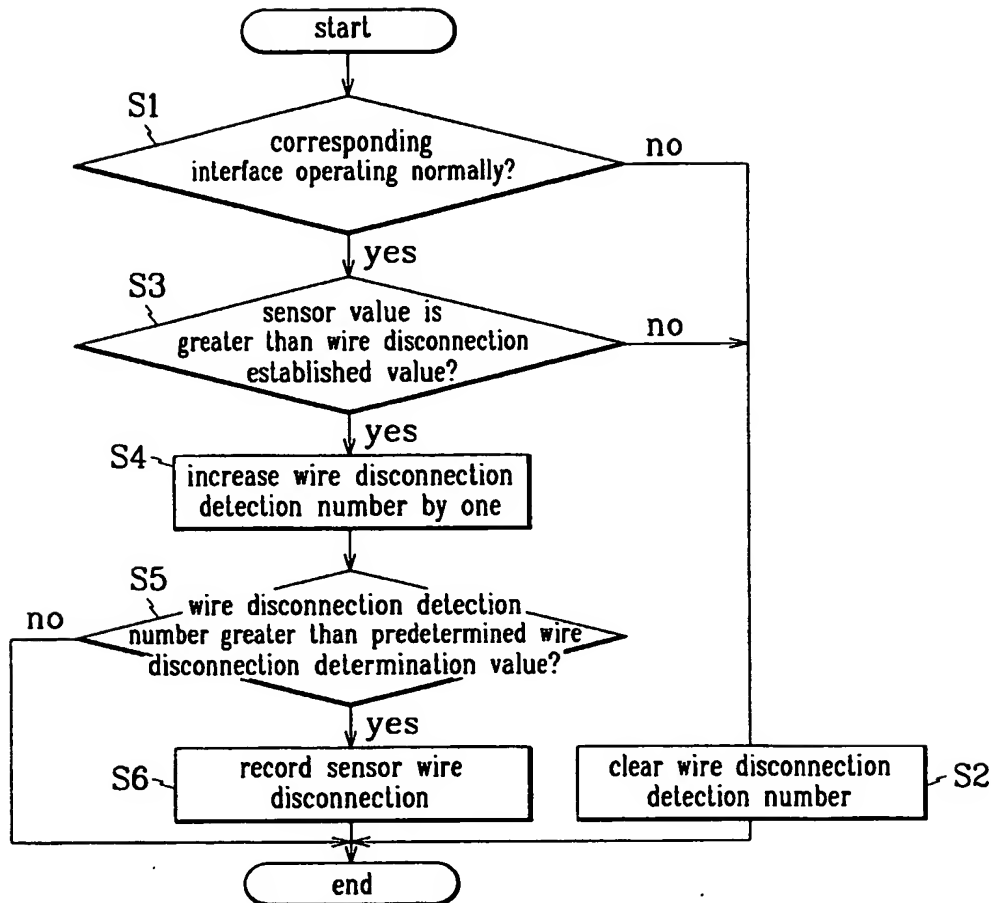 start
S1
corresponding
interface operating normally?
no
yes
S3
sensor value is
greater than wire disconnection
established value?
no
yes
S4
increase wire disconnection
detection number by one
S5
no
wire disconnection detection
number greater than predetermined wire
disconnection determination value?
yes
S6
record sensor wire
disconnection
clear wire disconnection
detection number
S2
end